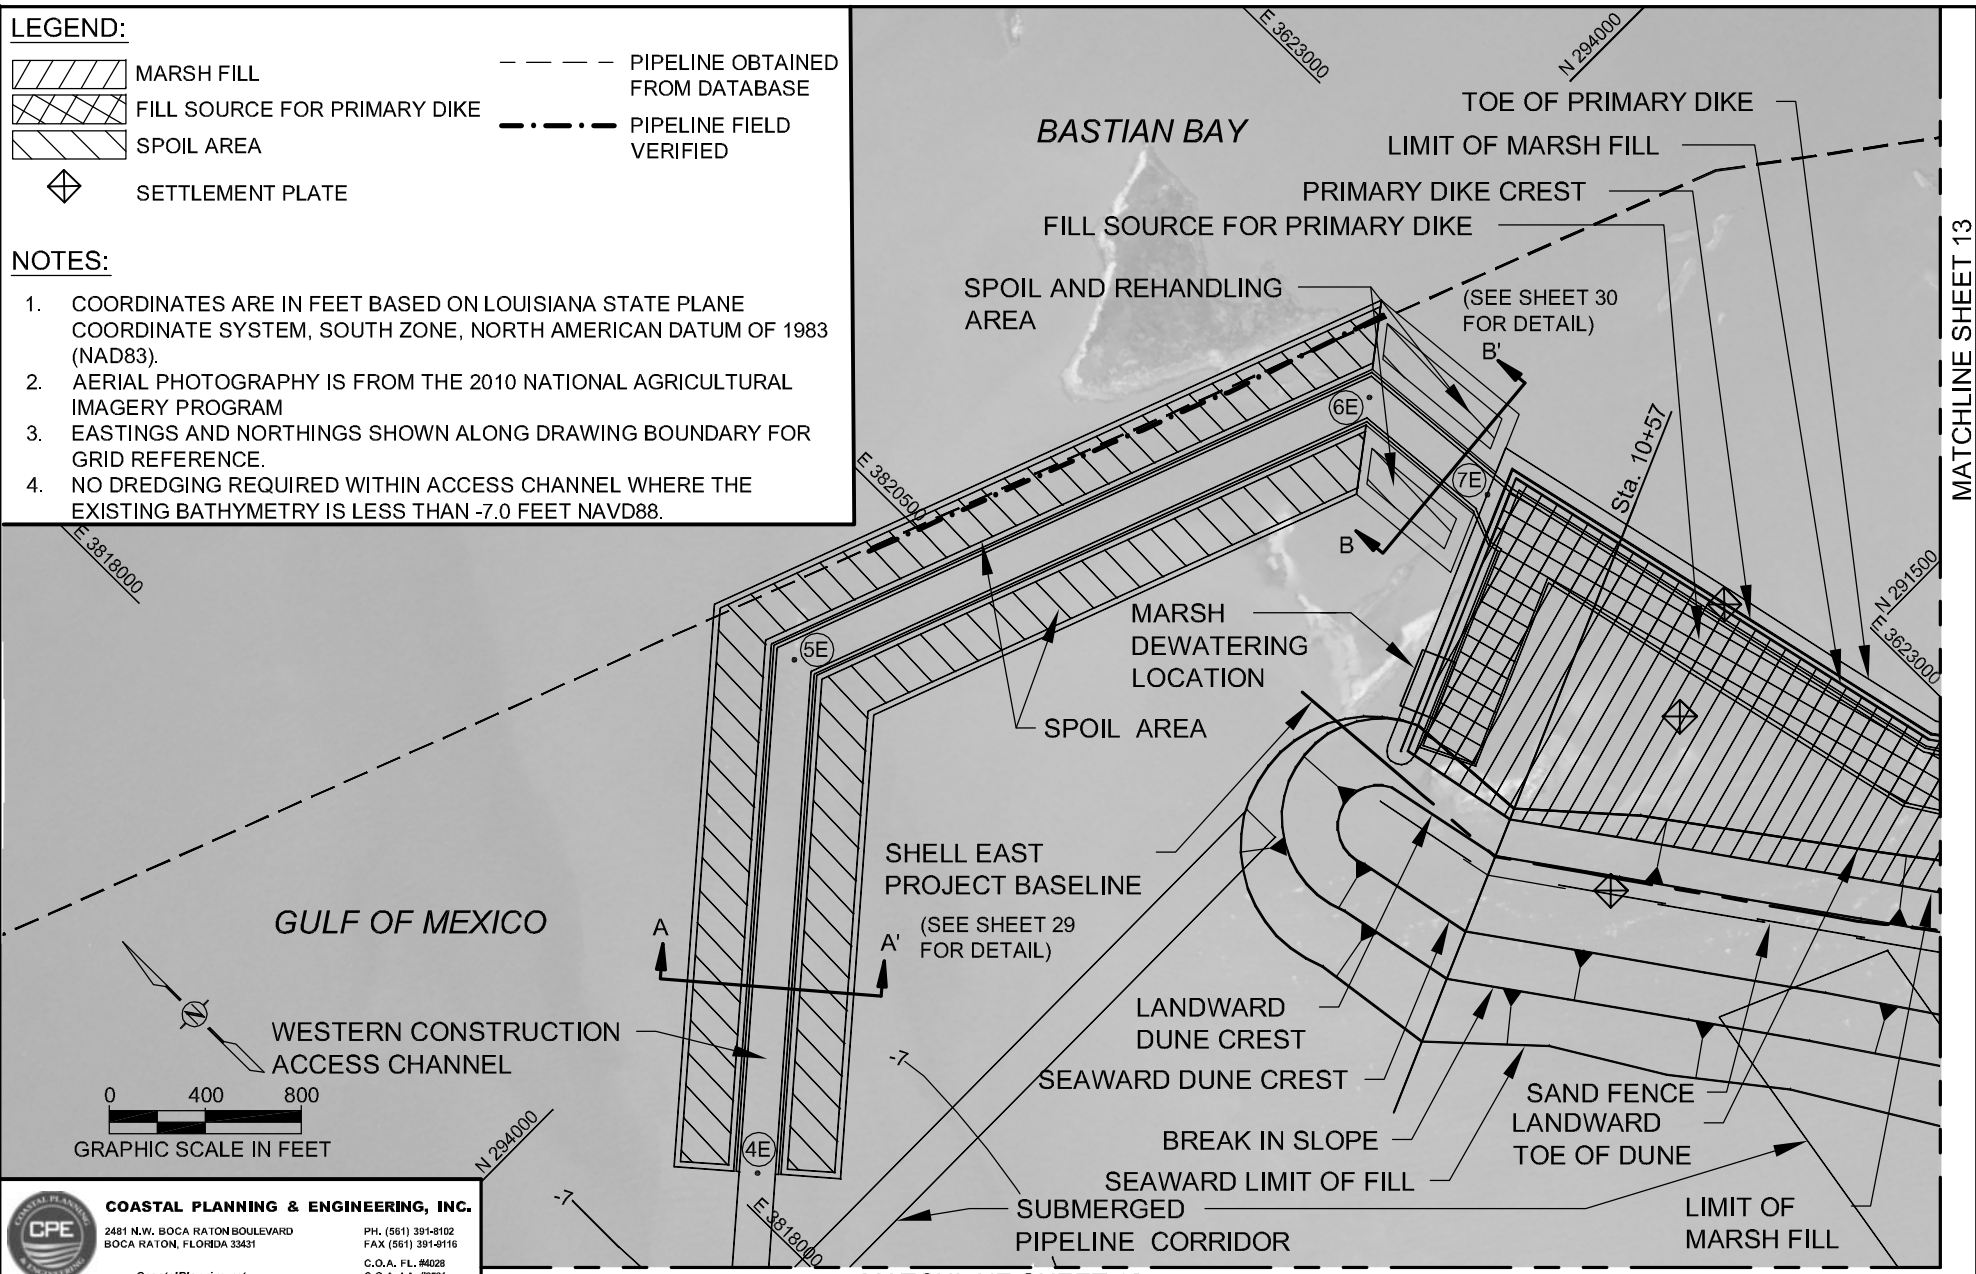 LEGEND:
MARSH FILL
FILL SOURCE FOR PRIMARY DIKE
SPOIL AREA
SETTLEMENT PLATE
PIPELINE OBTAINED
FROM DATABASE
PIPELINE FIELD
VERIFIED
NOTES:
1. COORDINATES ARE IN FEET BASED ON LOUISIANA STATE PLANE
COORDINATE SYSTEM, SOUTH ZONE, NORTH AMERICAN DATUM OF 1983
(NAD83).
2. AERIAL PHOTOGRAPHY IS FROM THE 2010 NATIONAL AGRICULTURAL
IMAGERY PROGRAM
3. EASTINGS AND NORTHINGS SHOWN ALONG DRAWING BOUNDARY FOR
GRID REFERENCE.
4. NO DREDGING REQUIRED WITHIN ACCESS CHANNEL WHERE THE
EXISTING BATHYMETRY IS LESS THAN -7.0 FEET NAVD88.
E 3623000
N 294000
TOE OF PRIMARY DIKE
BASTIAN BAY
LIMIT OF MARSH FILL
PRIMARY DIKE CREST
FILL SOURCE FOR PRIMARY DIKE
SPOIL AND REHANDLING
AREA
(SEE SHEET 30
FOR DETAIL)
B'
6E
7E
B
Sta. 10+57
MATCHLINE SHEET 13
E 3820500
E 3818000
N 291500
E 3623000
MARSH
DEWATERING
LOCATION
5E
SPOIL AREA
SHELL EAST
PROJECT BASELINE
(SEE SHEET 29
FOR DETAIL)
GULF OF MEXICO
A
A'
N
WESTERN CONSTRUCTION
ACCESS CHANNEL
0 400 800
GRAPHIC SCALE IN FEET
N 294000
4E
E 3818000
-7
-7
LANDWARD
DUNE CREST
SEAWARD DUNE CREST
BREAK IN SLOPE
SEAWARD LIMIT OF FILL
SUBMERGED
PIPELINE CORRIDOR
SAND FENCE
LANDWARD
TOE OF DUNE
LIMIT OF
MARSH FILL
COASTAL PLANNING & ENGINEERING, INC.
2481 N.W. BOCA RATON BOULEVARD
BOCA RATON, FLORIDA 33431
PH. (561) 391-8102
FAX (561) 391-9116
C.O.A. FL. #4028
COASTAL PLANNING
CPE
& ENGINEERING